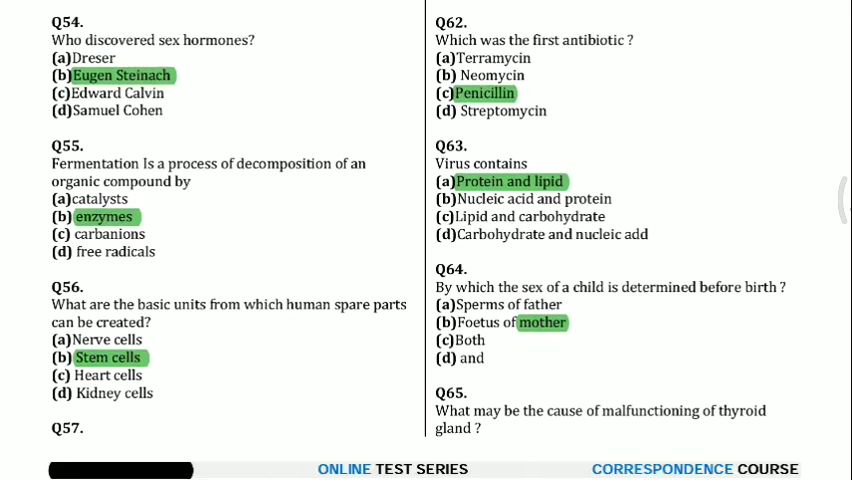 Q54.
Who discovered sex hormones?
(a)Dreser
(b)Eugen Steinach
(c)Edward Calvin
(d)Samuel Cohen
Q55.
Fermentation Is a process of decomposition of an
organic compound by
(a)catalysts
(b) enzymes
(c) carbanions
(d) free radicals
Q56.
What are the basic units from which human spare parts
can be created?
(a)Nerve cells
(b) Stem cells
(c) Heart cells
(d) Kidney cells
Q57.
Q62.
Which was the first antibiotic ?
(a)Terramycin
(b) Neomycin
(c)Penicillin
(d) Streptomycin
Q63.
Virus contains
(a)Protein and lipid
(b)Nucleic acid and protein
(c)Lipid and carbohydrate
(d)Carbohydrate and nucleic add
Q64.
By which the sex of a child is determined before birth ?
(a)Sperms of father
(b)Foetus of mother
(c)Both
(d) and
Q65.
What may be the cause of malfunctioning of thyroid
gland ?
ONLINE TEST SERIES
CORRESPONDENCE COURSE